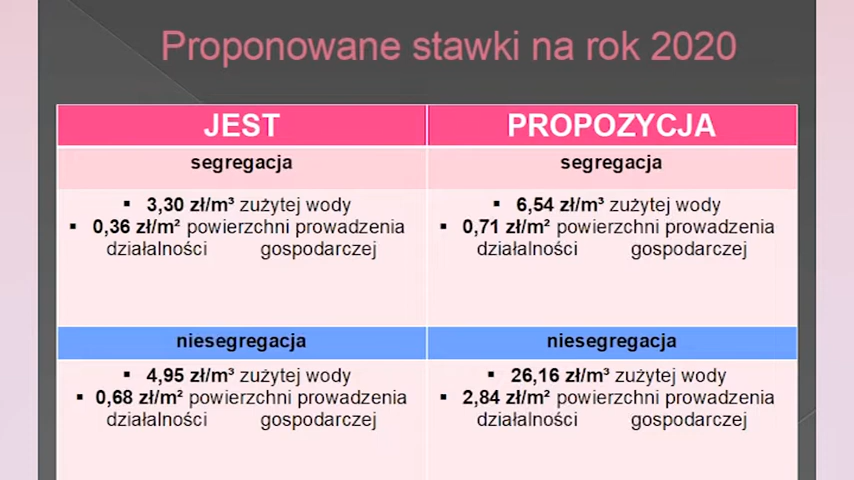 Proponowane stawki na rok 2020
JEST
PROPOZYCJA
segregacja
segregacja
▪ 3,30 zł/m³ zużytej wody
▪ 0,36 zł/m² powierzchni prowadzenia
działalności gospodarczej
▪ 6,54 zł/m³ zużytej wody
▪ 0,71 zł/m² powierzchni prowadzenia
działalności gospodarczej
niesegregacja
niesegregacja
▪ 4,95 zł/m³ zużytej wody
▪ 0,68 zł/m² powierzchni prowadzenia
działalności gospodarczej
▪ 26,16 zł/m³ zużytej wody
▪ 2,84 zł/m² powierzchni prowadzenia
działalności gospodarczej